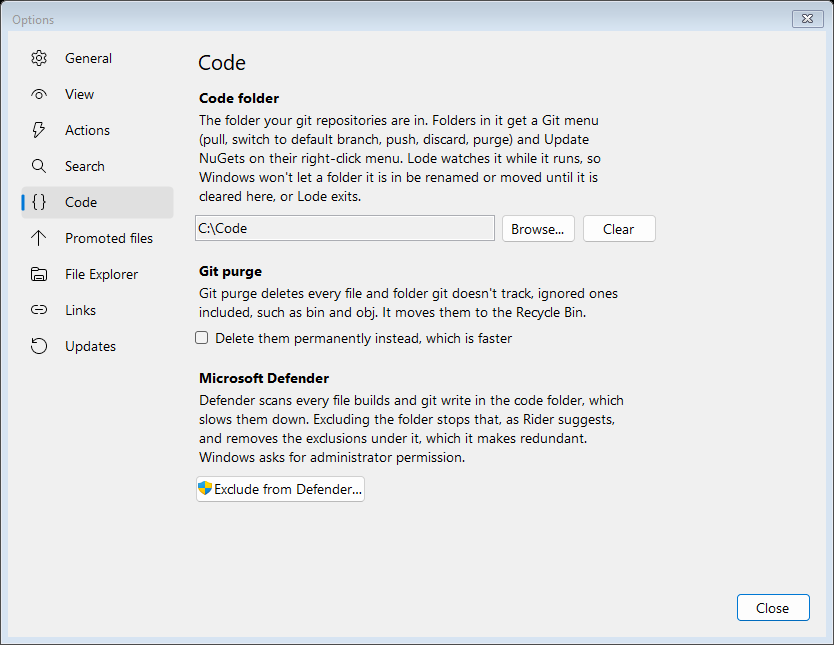 Options
General
View
Actions
Search
Code
Promoted files
File Explorer
Links
Updates
Code
Code folder
The folder your git repositories are in. Folders in it get a Git menu
(pull, switch to default branch, push, discard, purge) and Update
NuGets on their right-click menu. Lode watches it while it runs, so
Windows won't let a folder it is in be renamed or moved until it is
cleared here, or Lode exits.
C:\Code
Browse...
Clear
Git purge
Git purge deletes every file and folder git doesn't track, ignored ones
included, such as bin and obj. It moves them to the Recycle Bin.
Delete them permanently instead, which is faster
Microsoft Defender
Defender scans every file builds and git write in the code folder, which
slows them down. Excluding the folder stops that, as Rider suggests,
and removes the exclusions under it, which it makes redundant.
Windows asks for administrator permission.
Exclude from Defender...
Close